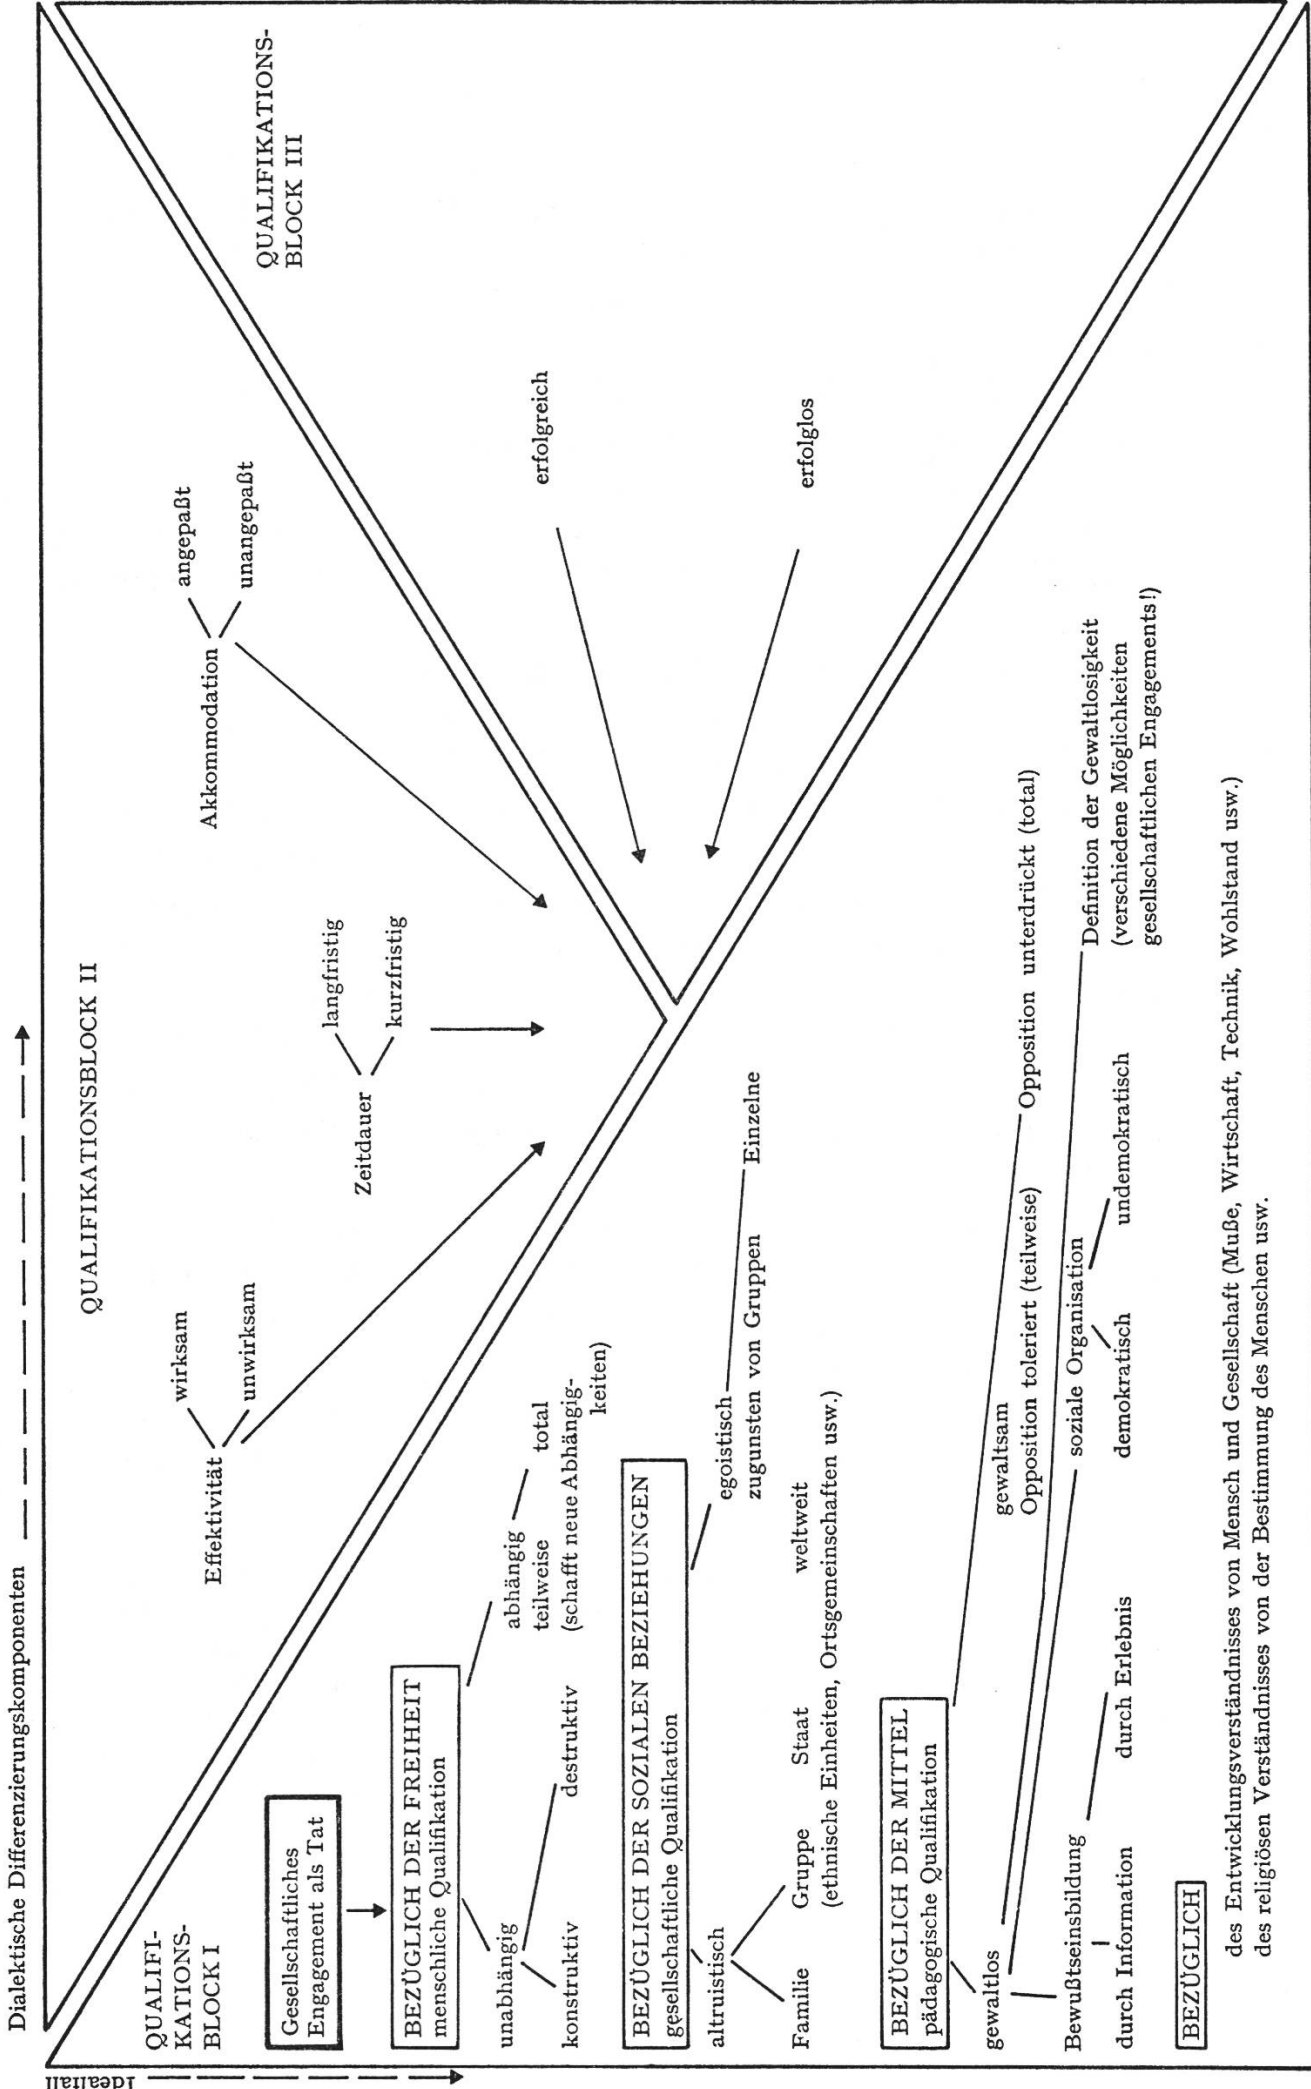 Dialektische Differenzierungskomponenten
Idealfall
QUALIFIKATIONSBLOCK II
QUALIFI-
KATIONS-
BLOCK I
QUALIFIKATIONS-
BLOCK III
Effektivität
wirksam
unwirksam
Zeitdauer
langfristig
kurzfristig
Akkommodation
angepaßt
unangepaßt
erfolgreich
erfolglos
Gesellschaftliches
Engagement als Tat
BEZÜGLICH DER FREIHEIT
menschliche Qualifikation
unabhängig
konstruktiv
destruktiv
abhängig
teilweise
total
(schafft neue Abhängig-
keiten)
BEZÜGLICH DER SOZIALEN BEZIEHUNGEN
gesellschaftliche Qualifikation
altruistisch
egoistisch
zugunsten von Gruppen
Einzelne
Familie
Gruppe
Staat
weltweit
(ethnische Einheiten, Ortsgemeinschaften usw.)
BEZÜGLICH DER MITTEL
pädagogische Qualifikation
gewaltlos
gewaltsam
Opposition toleriert (teilweise)
Opposition unterdrückt (total)
Bewußtseinsbildung
soziale Organisation
Definition der Gewaltlosigkeit
(verschiedene Möglichkeiten
gesellschaftlichen Engagements!)
durch Information
durch Erlebnis
demokratisch
undemokratisch
BEZÜGLICH
des Entwicklungsverständnisses von Mensch und Gesellschaft (Muße, Wirtschaft, Technik, Wohlstand usw.)
des religiösen Verständnisses von der Bestimmung des Menschen usw.